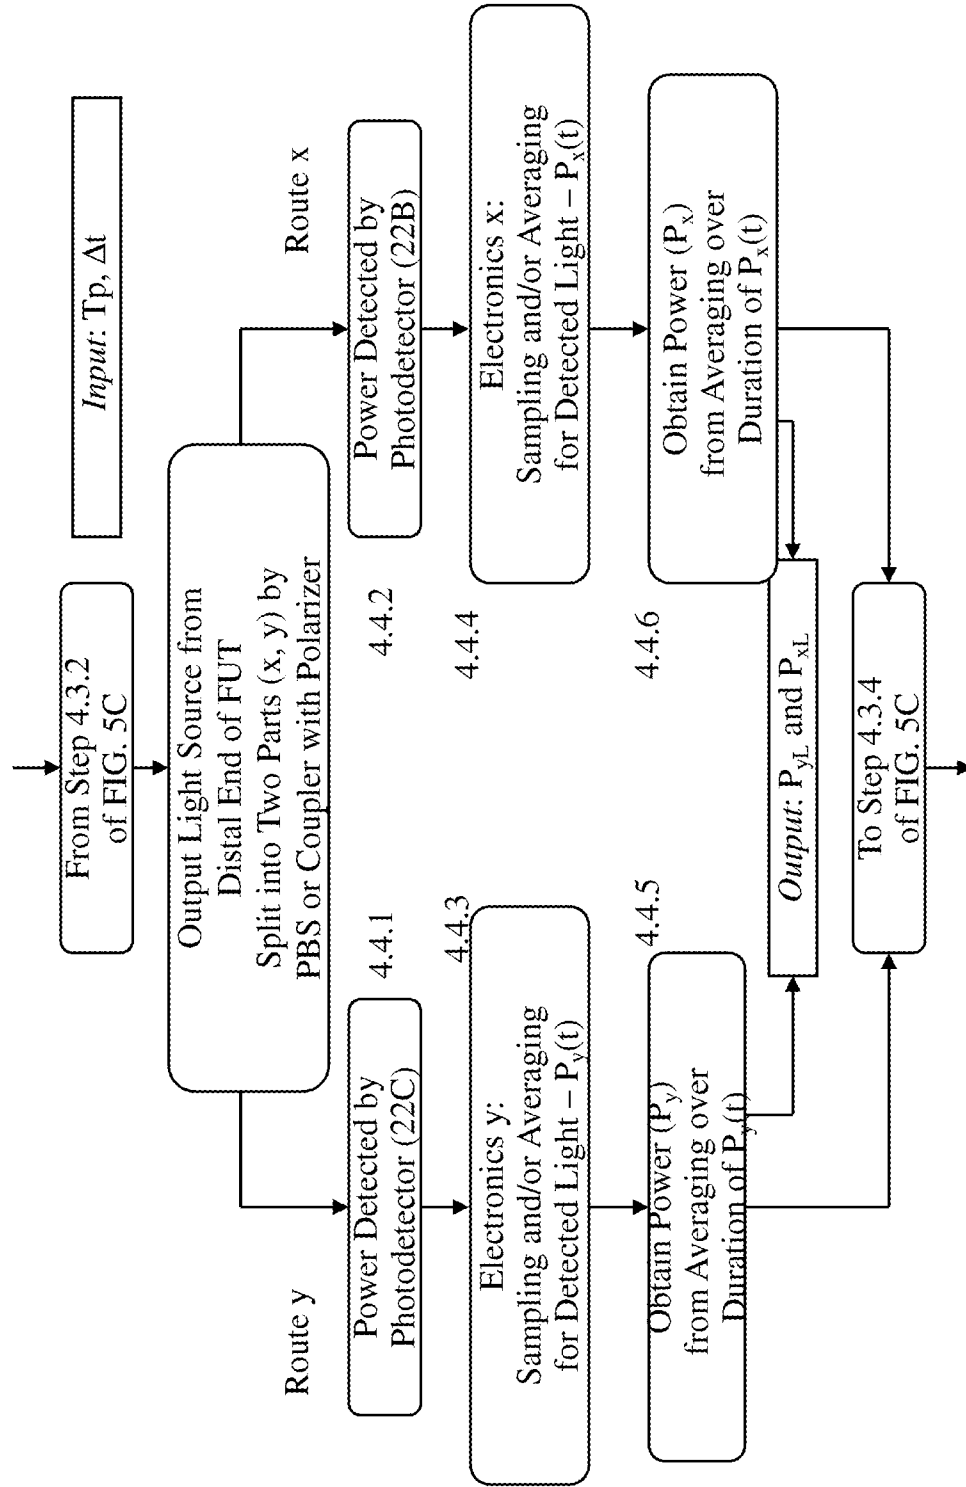 From Step 4.3.2
of FIG. 5C
Input: Tp, Δt
Output Light Source from
Distal End of FUT
Split into Two Parts (x, y) by
PBS or Coupler with Polarizer
Route y
Route x
Power Detected by
Photodetector (22C)
4.4.1
4.4.2
Power Detected by
Photodetector (22B)
4.4.3
Electronics y:
Sampling and/or Averaging
for Detected Light – Py(t)
4.4.4
Electronics x:
Sampling and/or Averaging
for Detected Light – Px(t)
4.4.5
Obtain Power (Py)
from Averaging over
Duration of Py(t)
4.4.6
Obtain Power (Px)
from Averaging over
Duration of Px(t)
Output: PyL and PxL
To Step 4.3.4
of FIG. 5C